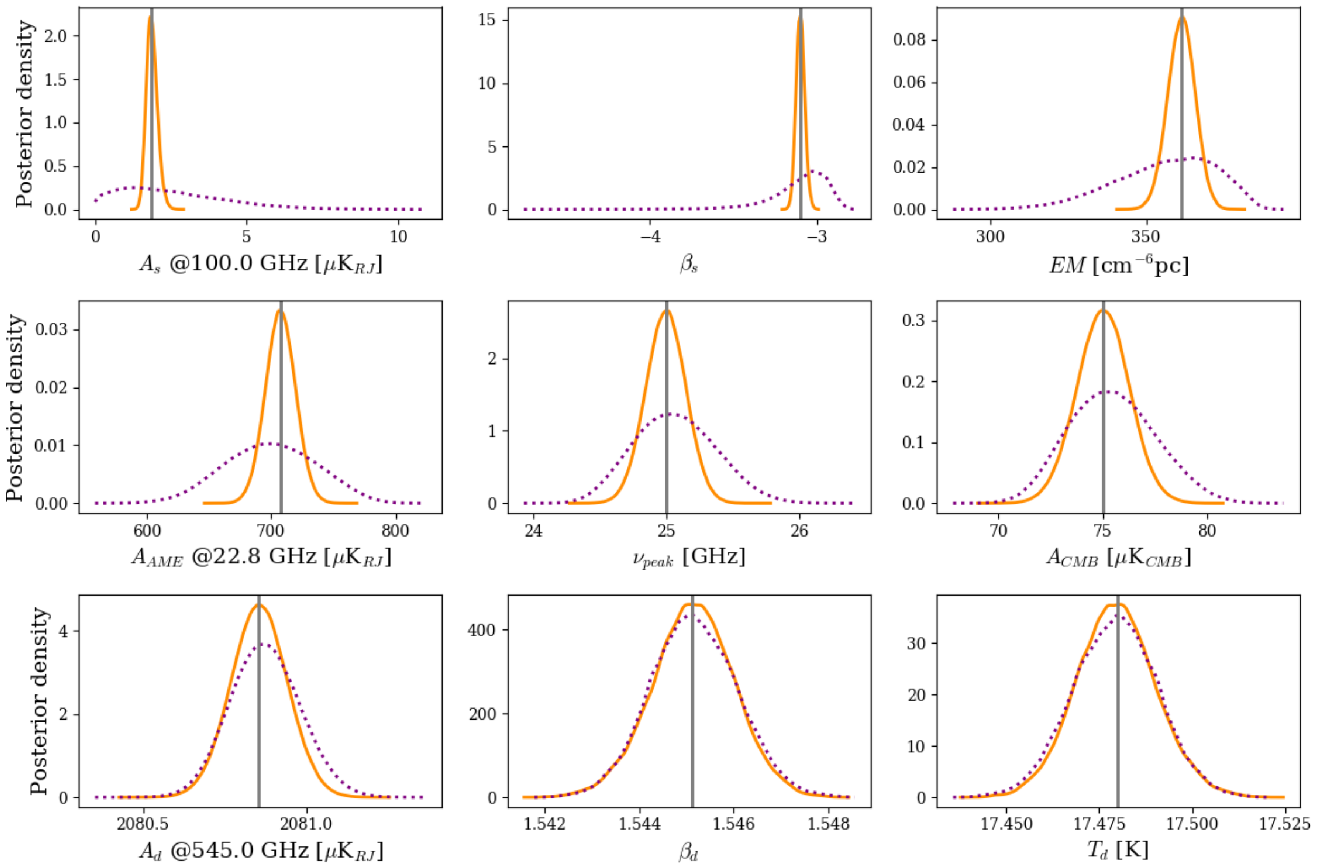 Posterior density
2.0
1.5
1.0
0.5
0.0
0 5 10
A_s @100.0 GHz [μK_RJ]
15
10
5
0
−4 −3
β_s
0.08
0.06
0.04
0.02
0.00
300 350
EM [cm⁻⁶pc]
Posterior density
0.03
0.02
0.01
0.00
600 700 800
A_AME @22.8 GHz [μK_RJ]
2
1
0
24 25 26
ν_peak [GHz]
0.3
0.2
0.1
0.0
70 75 80
A_CMB [μK_CMB]
Posterior density
4
2
0
2080.5 2081.0
A_d @545.0 GHz [μK_RJ]
400
200
0
1.542 1.544 1.546 1.548
β_d
30
20
10
0
17.450 17.475 17.500 17.525
T_d [K]